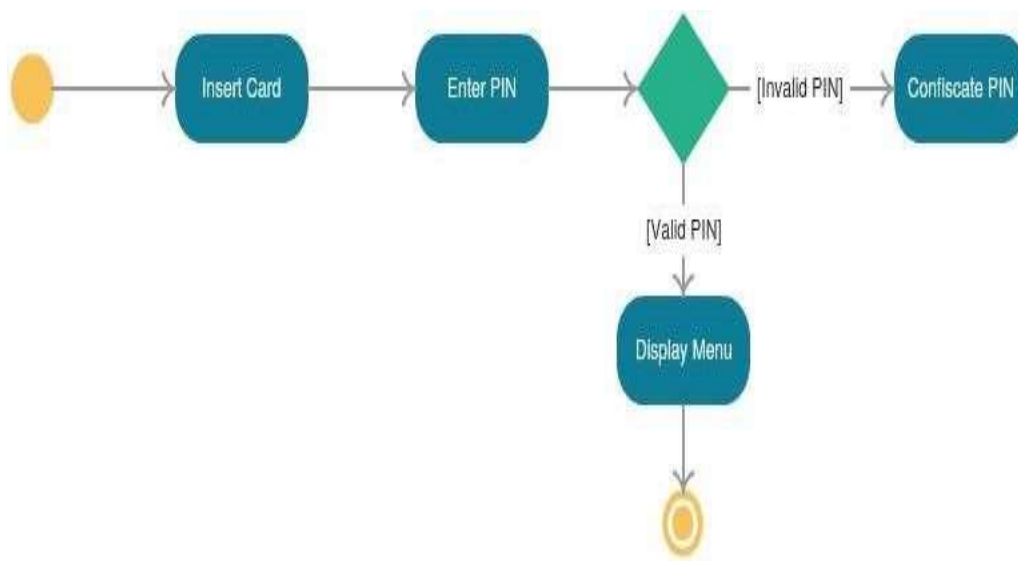 Insert Card
Enter PIN
[Invalid PIN]
Confiscate PIN
[Valid PIN]
Display Menu